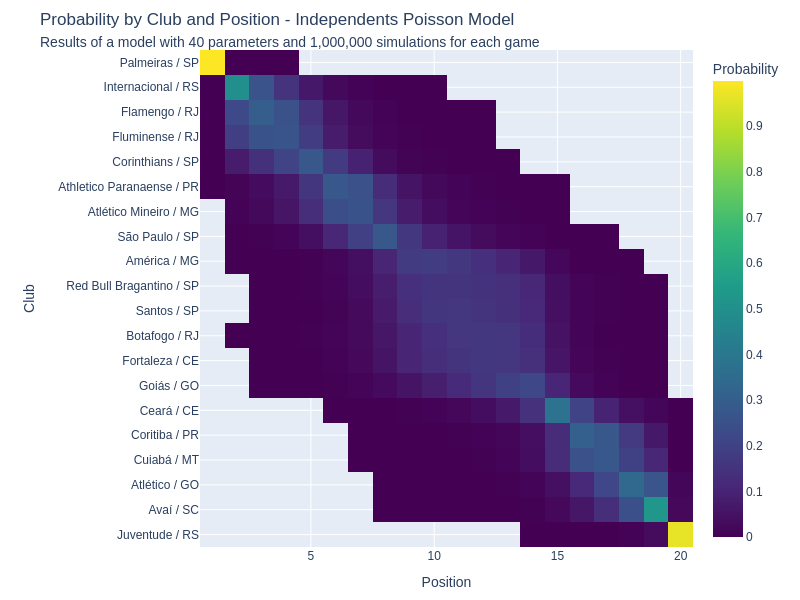 Probability by Club and Position - Independents Poisson Model
Results of a model with 40 parameters and 1,000,000 simulations for each game
Probability
Club
Palmeiras / SP
Internacional / RS
Flamengo / RJ
Fluminense / RJ
Corinthians / SP
Athletico Paranaense / PR
Atlético Mineiro / MG
São Paulo / SP
América / MG
Red Bull Bragantino / SP
Santos / SP
Botafogo / RJ
Fortaleza / CE
Goiás / GO
Ceará / CE
Coritiba / PR
Cuiabá / MT
Atlético / GO
Avaí / SC
Juventude / RS
0.9
0.8
0.7
0.6
0.5
0.4
0.3
0.2
0.1
0
5 10 15 20
Position